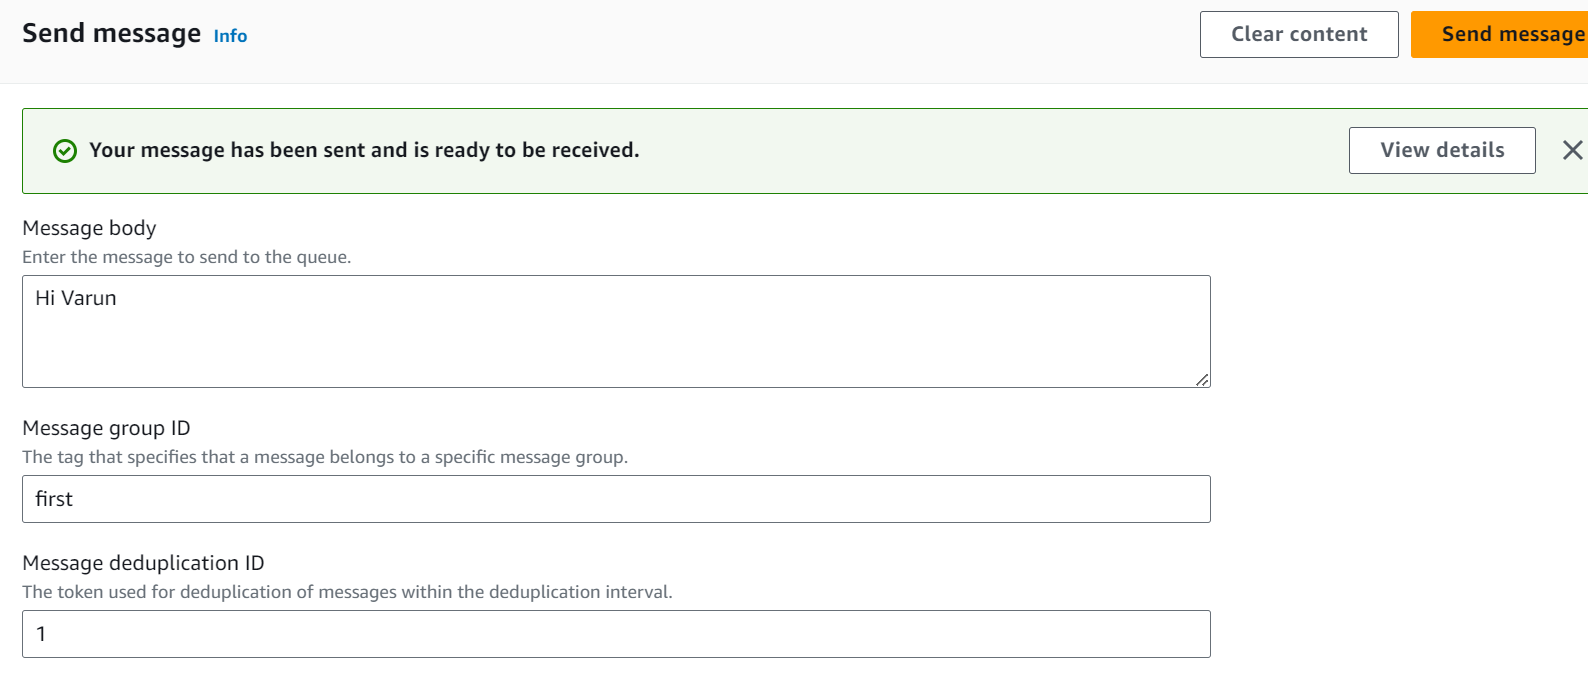 Send message Info
Clear content
Send message
Your message has been sent and is ready to be received.
View details
Message body
Enter the message to send to the queue.
Hi Varun
Message group ID
The tag that specifies that a message belongs to a specific message group.
first
Message deduplication ID
The token used for deduplication of messages within the deduplication interval.
1